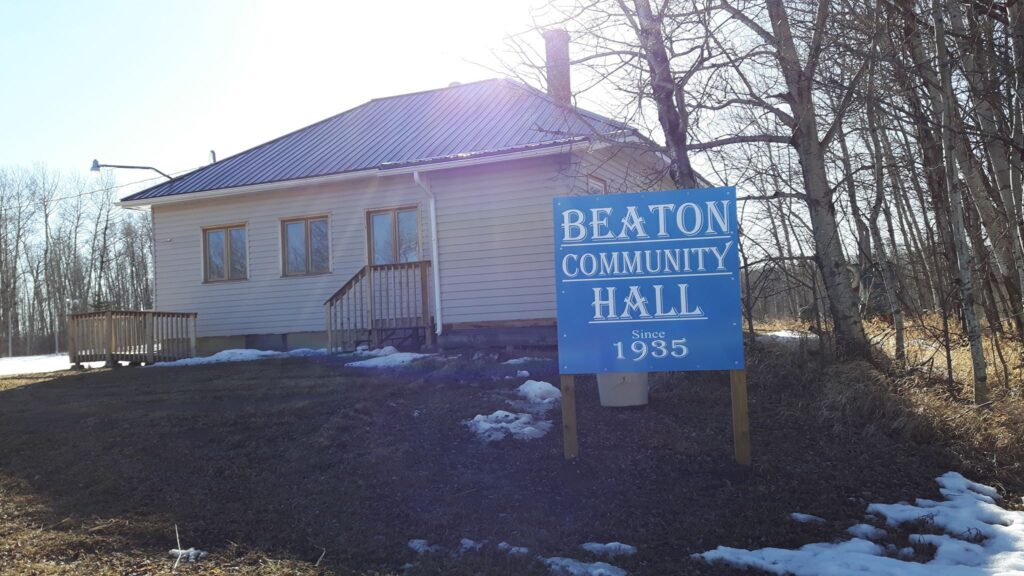 BEATON
COMMUNITY
HALL
Since
1935